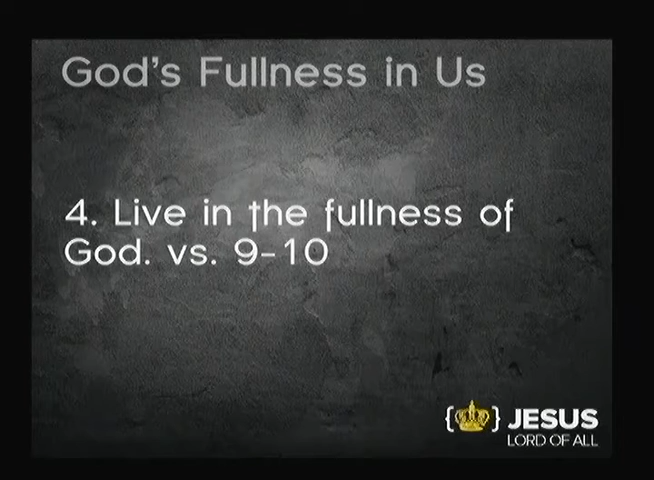 God's Fullness in Us
4. Live in the fullness of
God. vs. 9-10
{ } JESUS
LORD OF ALL